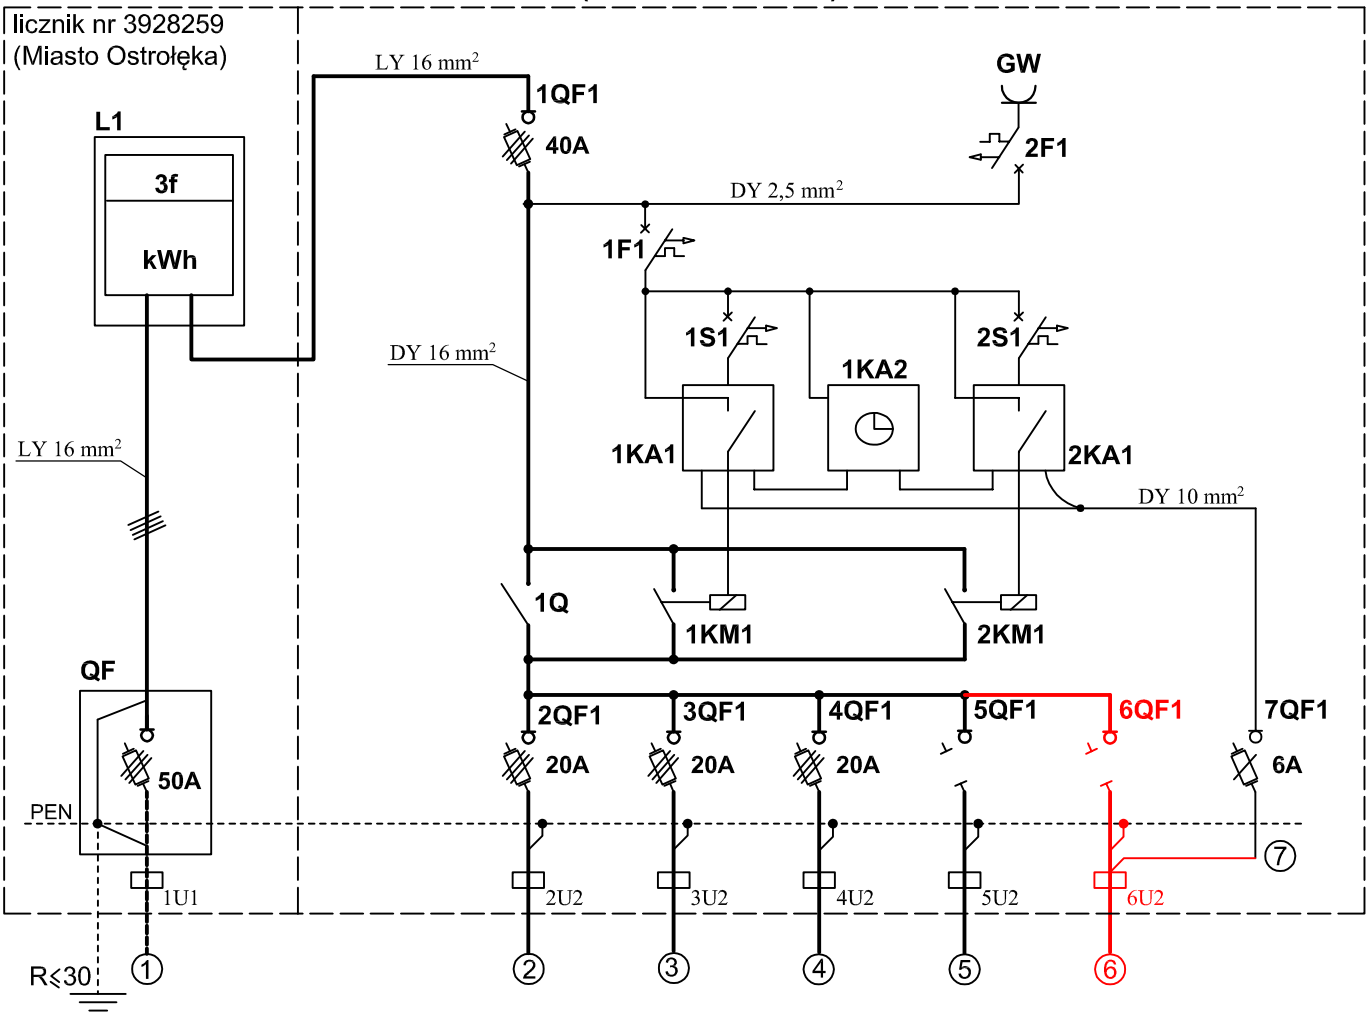 licznik nr 3928259
(Miasto Ostrołęka)
LY 16 mm²
1QF1
40A
GW
2F1
L1
3f
kWh
DY 2,5 mm²
1F1
1S1
2S1
DY 16 mm²
1KA2
1KA1
2KA1
LY 16 mm²
DY 10 mm²
1Q
1KM1
2KM1
QF
50A
2QF1
20A
3QF1
20A
4QF1
20A
5QF1
6QF1
7QF1
6A
PEN
7
1U1
2U2
3U2
4U2
5U2
6U2
R⩽30
1
2
3
4
5
6